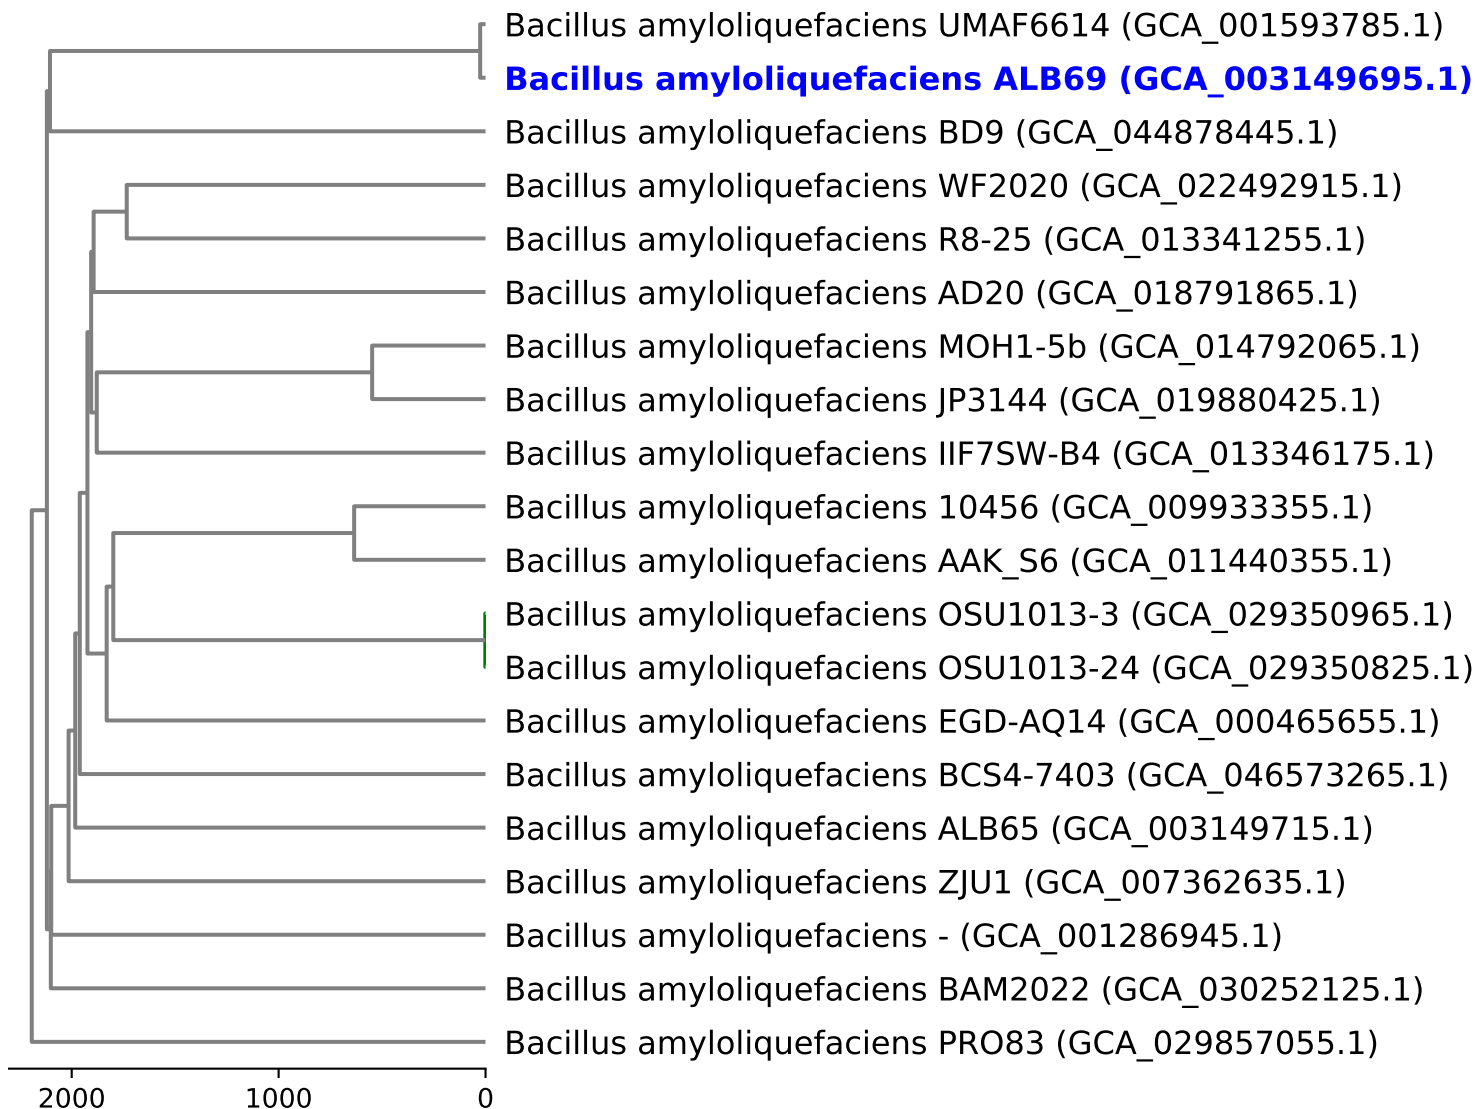 Bacillus amyloliquefaciens UMAF6614 (GCA_001593785.1)
Bacillus amyloliquefaciens ALB69 (GCA_003149695.1)
Bacillus amyloliquefaciens BD9 (GCA_044878445.1)
Bacillus amyloliquefaciens WF2020 (GCA_022492915.1)
Bacillus amyloliquefaciens R8-25 (GCA_013341255.1)
Bacillus amyloliquefaciens AD20 (GCA_018791865.1)
Bacillus amyloliquefaciens MOH1-5b (GCA_014792065.1)
Bacillus amyloliquefaciens JP3144 (GCA_019880425.1)
Bacillus amyloliquefaciens IIF7SW-B4 (GCA_013346175.1)
Bacillus amyloliquefaciens 10456 (GCA_009933355.1)
Bacillus amyloliquefaciens AAK_S6 (GCA_011440355.1)
Bacillus amyloliquefaciens OSU1013-3 (GCA_029350965.1)
Bacillus amyloliquefaciens OSU1013-24 (GCA_029350825.1)
Bacillus amyloliquefaciens EGD-AQ14 (GCA_000465655.1)
Bacillus amyloliquefaciens BCS4-7403 (GCA_046573265.1)
Bacillus amyloliquefaciens ALB65 (GCA_003149715.1)
Bacillus amyloliquefaciens ZJU1 (GCA_007362635.1)
Bacillus amyloliquefaciens - (GCA_001286945.1)
Bacillus amyloliquefaciens BAM2022 (GCA_030252125.1)
Bacillus amyloliquefaciens PRO83 (GCA_029857055.1)
2000 1000 0